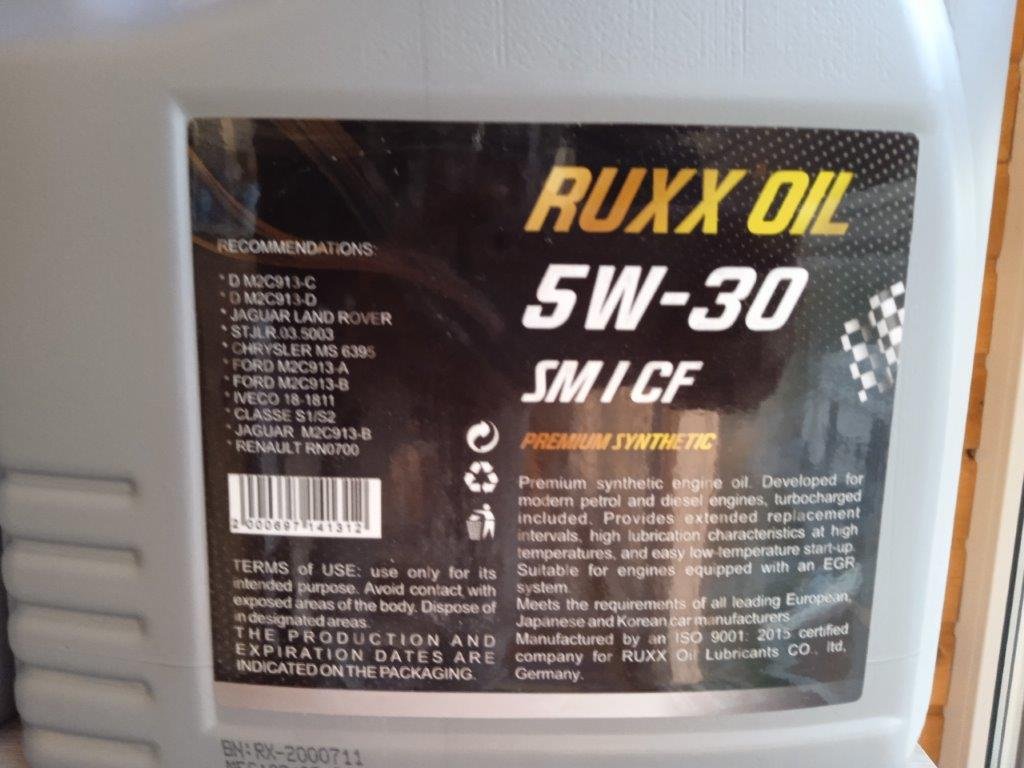 RUXX OIL
5W-30
SM / CF
PREMIUM SYNTHETIC
RECOMMENDATIONS:
* D M2C913-C
* D M2C913-D
* JAGUAR LAND ROVER
* STJLR.03.5003
* CHRYSLER MS 6395
* FORD M2C913-A
* FORD M2C913-B
* IVECO 18-1811
* CLASSE S1/S2
* JAGUAR M2C913-B
* RENAULT RN0700
2 000697 141312
TERMS of USE: use only for its
intended purpose. Avoid contact with
exposed areas of the body. Dispose of
in designated areas.
THE PRODUCTION AND
EXPIRATION DATES ARE
INDICATED ON THE PACKAGING.
Premium synthetic engine oil. Developed for
modern petrol and diesel engines, turbocharged
included. Provides extended replacement
intervals, high lubrication characteristics at high
temperatures, and easy low-temperature start-up.
Suitable for engines equipped with an EGR
system.
Meets the requirements of all leading European,
Japanese and Korean car manufacturers.
Manufactured by an ISO 9001: 2015 certified
company for RUXX Oil Lubricants CO., ltd,
Germany.
BN:RX-2000711